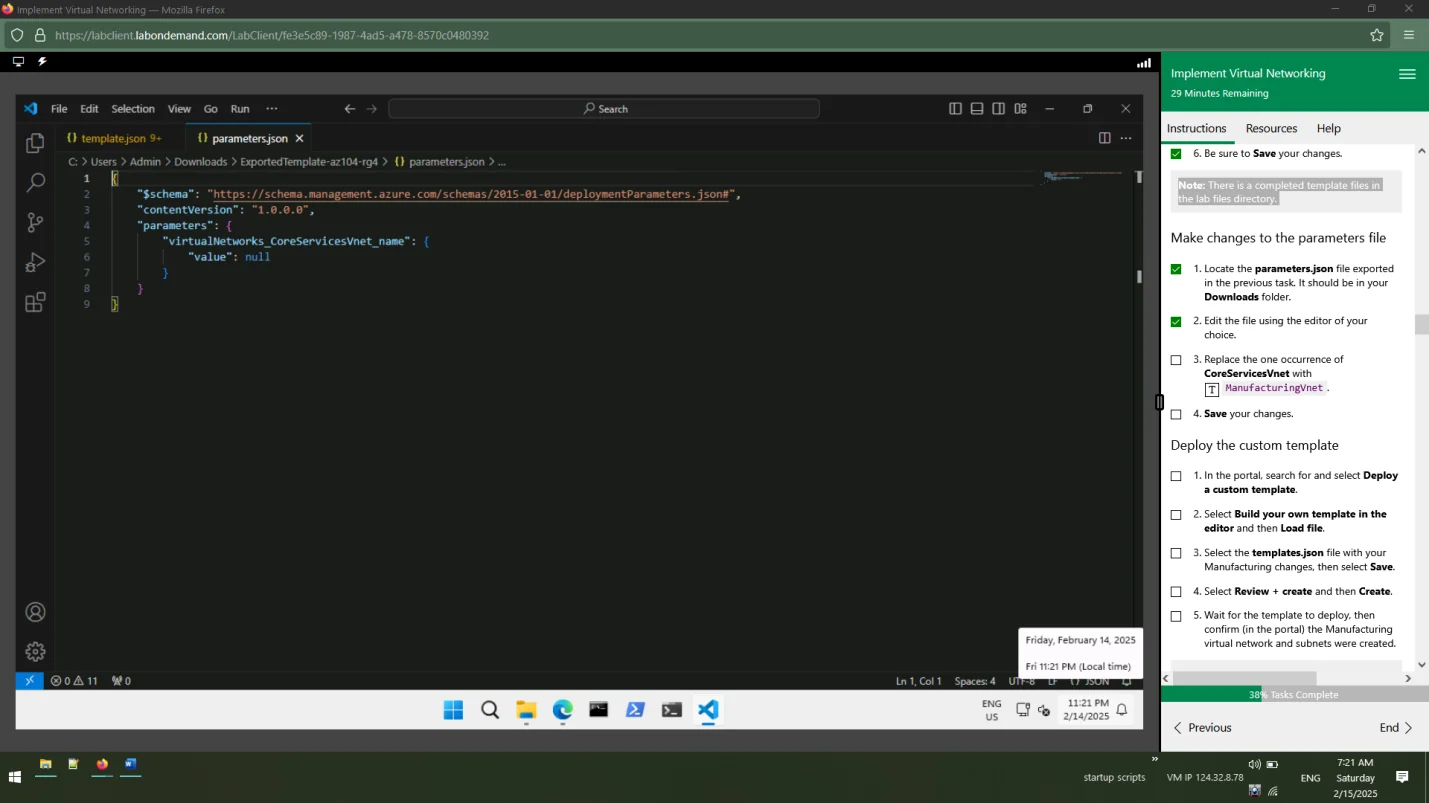 Implement Virtual Networking — Mozilla Firefox
https://labclient.labondemand.com/LabClient/fe3e5c89-1987-4ad5-a478-8570c0480392
File Edit Selection View Go Run ··· Search
template.json 9+ parameters.json
C: > Users > Admin > Downloads > ExportedTemplate-az104-rg4 > {} parameters.json > ...
1 {
2 "$schema": "https://schema.management.azure.com/schemas/2015-01-01/deploymentParameters.json#",
3 "contentVersion": "1.0.0.0",
4 "parameters": {
5 "virtualNetworks_CoreServicesVnet_name": {
6 "value": null
7 }
8 }
9 }
Friday, February 14, 2025
Fri 11:21 PM (Local time)
0 11 0 Ln 1, Col 1 Spaces: 4 UTF-8 LF {} JSON
ENG
US
11:21 PM
2/14/2025
Implement Virtual Networking
29 Minutes Remaining
Instructions Resources Help
6. Be sure to Save your changes.
Note: There is a completed template files in
the lab files directory.
Make changes to the parameters file
1. Locate the parameters.json file exported
in the previous task. It should be in your
Downloads folder.
2. Edit the file using the editor of your
choice.
3. Replace the one occurrence of
CoreServicesVnet with
T ManufacturingVnet .
4. Save your changes.
Deploy the custom template
1. In the portal, search for and select Deploy
a custom template.
2. Select Build your own template in the
editor and then Load file.
3. Select the templates.json file with your
Manufacturing changes, then select Save.
4. Select Review + create and then Create.
5. Wait for the template to deploy, then
confirm (in the portal) the Manufacturing
virtual network and subnets were created.
38% Tasks Complete
Previous End
startup scripts
»
VM IP 124.32.8.78
ENG
7:21 AM
Saturday
2/15/2025